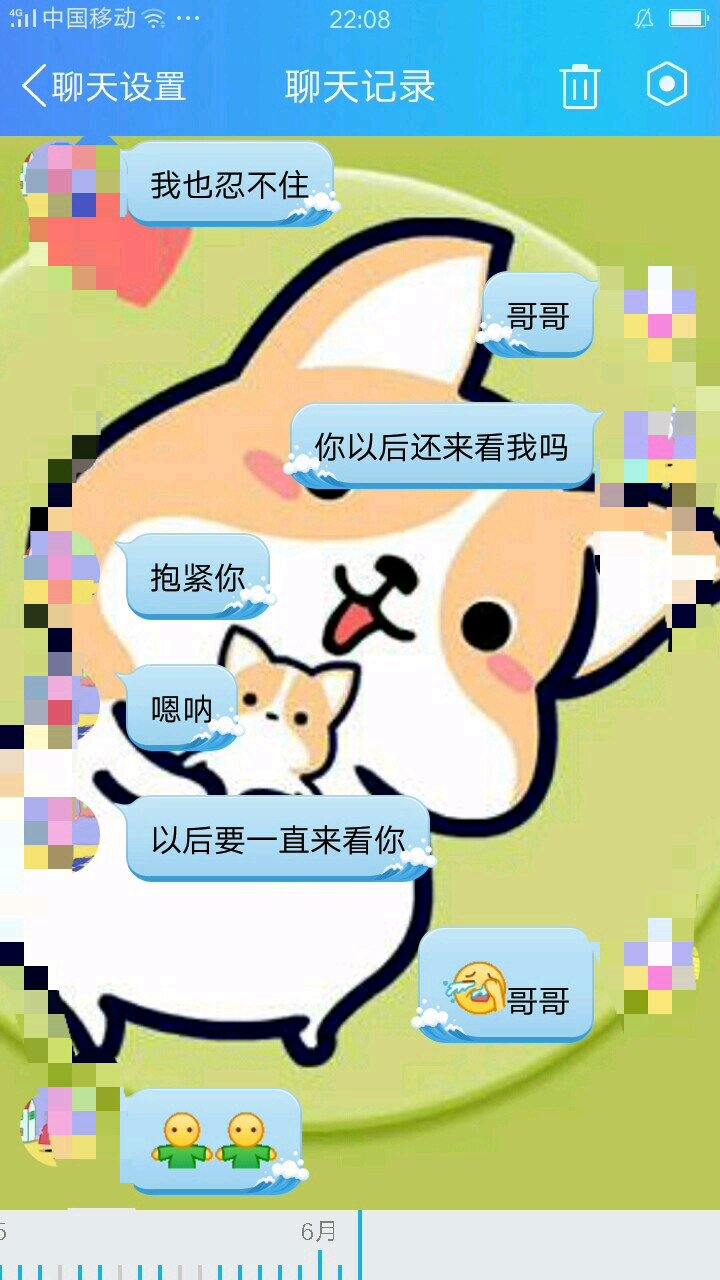 4G 中国移动 22:08
聊天设置 聊天记录
我也忍不住
哥哥
你以后还来看我吗
抱紧你
嗯呐
以后要一直来看你
哥哥
5 6月